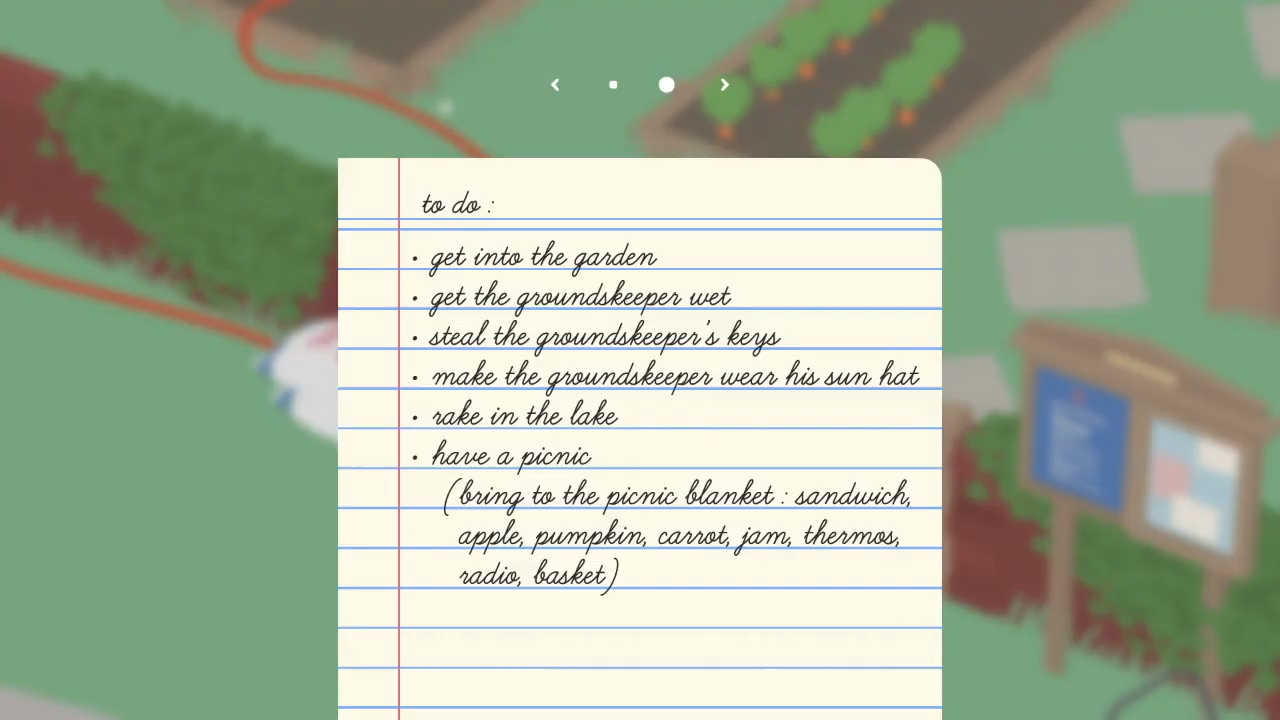 to do :
• get into the garden
• get the groundskeeper wet
• steal the groundskeeper's keys
• make the groundskeeper wear his sun hat
• rake in the lake
• have a picnic
(bring to the picnic blanket : sandwich,
apple, pumpkin, carrot, jam, thermos,
radio, basket)